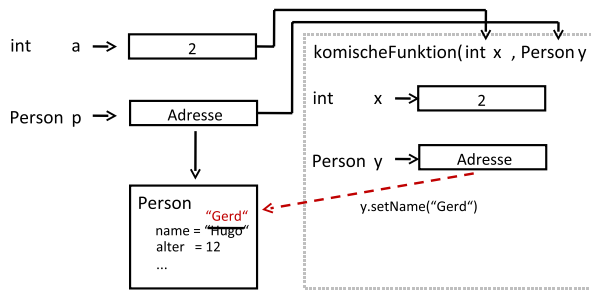 int a 2
Person p Adresse
Person
“Gerd“
name = “Hugo“
alter = 12
...
komischeFunktion(int x , Person y
int x 2
Person y Adresse
y.setName(“Gerd“)